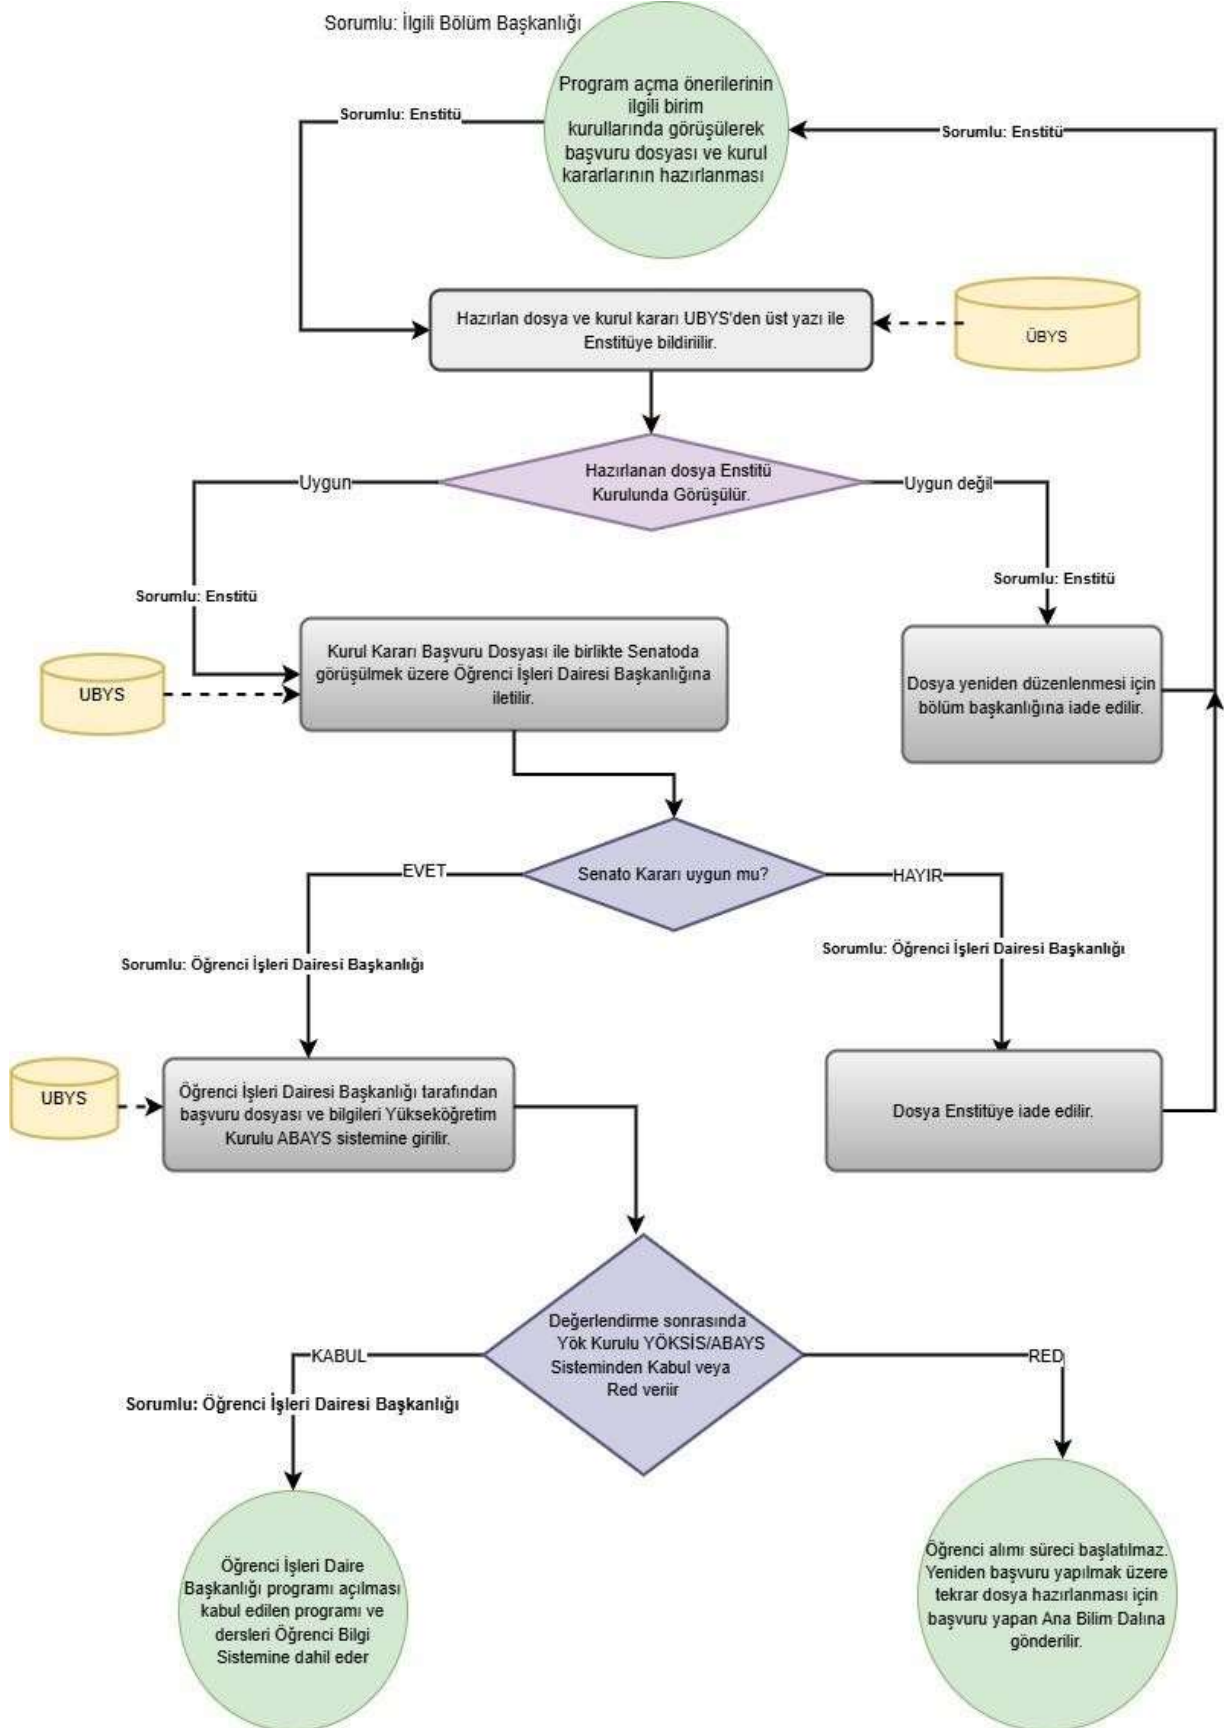 Sorumlu: İlgili Bölüm Başkanlığı
Program açma önerilerinin
ilgili birim
kurullarında görüşülerek
başvuru dosyası ve kurul
kararlarının hazırlanması
Sorumlu: Enstitü
Sorumlu: Enstitü
Hazırlan dosya ve kurul kararı UBYS'den üst yazı ile
Enstitüye bildiriilir.
ÜBYS
Hazırlanan dosya Enstitü
Kurulunda Görüşülür.
Uygun
Uygun değil
Sorumlu: Enstitü
Sorumlu: Enstitü
Kurul Kararı Başvuru Dosyası ile birlikte Senatoda
görüşülmek üzere Öğrenci İşleri Dairesi Başkanlığına
iletilir.
UBYS
Dosya yeniden düzenlenmesi için
bölüm başkanlığına iade edilir.
Senato Kararı uygun mu?
EVET
HAYIR
Sorumlu: Öğrenci İşleri Dairesi Başkanlığı
Sorumlu: Öğrenci İşleri Dairesi Başkanlığı
UBYS
Öğrenci İşleri Dairesi Başkanlığı tarafından
başvuru dosyası ve bilgileri Yükseköğretim
Kurulu ABAYS sistemine girilir.
Dosya Enstitüye iade edilir.
Değerlendirme sonrasında
Yök Kurulu YÖKSİS/ABAYS
Sisteminden Kabul veya
Red veriir
KABUL
RED
Sorumlu: Öğrenci İşleri Dairesi Başkanlığı
Öğrenci İşleri Daire
Başkanlığı programı açılması
kabul edilen programı ve
dersleri Öğrenci Bilgi
Sistemine dahil eder
Öğrenci alımı süreci başlatılmaz.
Yeniden başvuru yapılmak üzere
tekrar dosya hazırlanması için
başvuru yapan Ana Bilim Dalına
gönderilir.